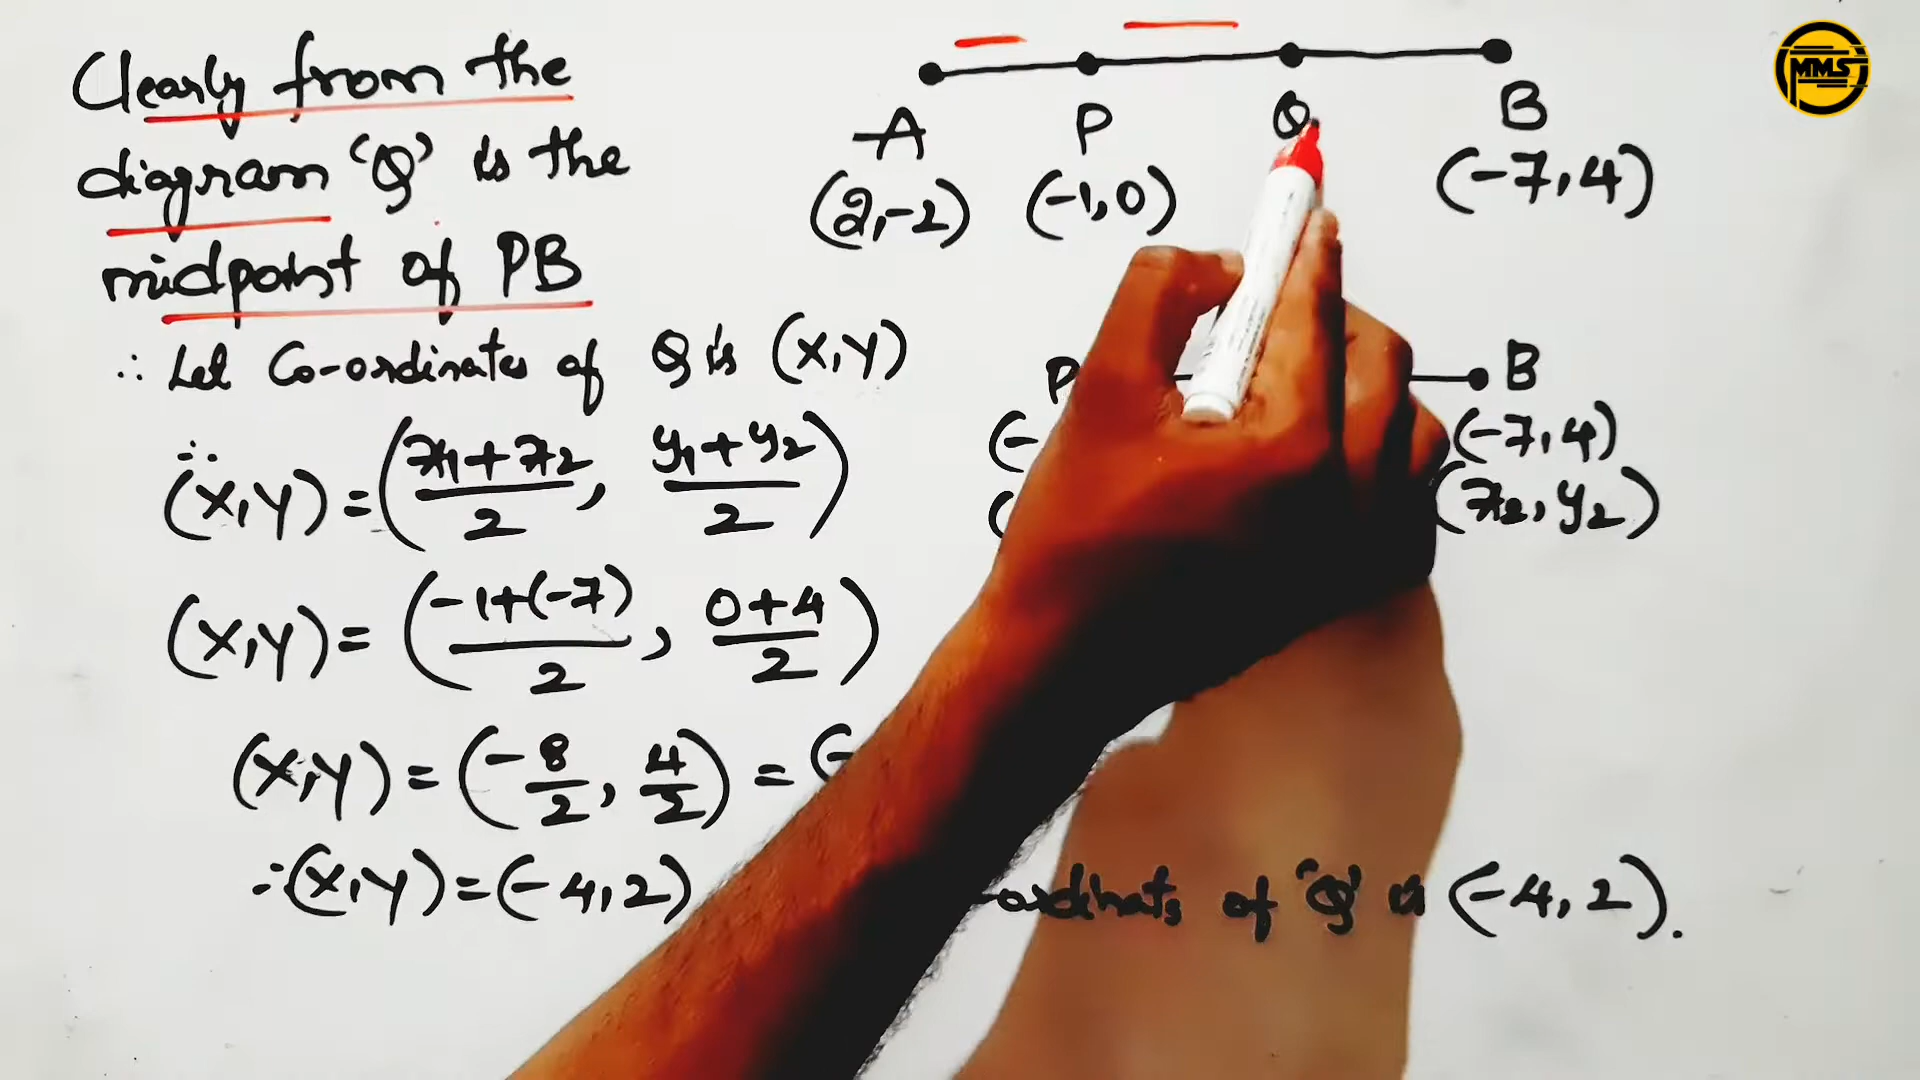 Clearly from the
diagram 'Q' is the
midpoint of PB
∴ Let Co-ordinates of Q is (x,y)
∴
(x,y) = (x1+x2/2, y1+y2/2)
(x,y) = (-1+(-7)/2, 0+4/2)
(x,y) = (-8/2, 4/2) = (-
∴(x,y) = (-4,2)
-ordinats of 'Q' is (-4,2).
A P Q B
(2,-2) (-1,0) (-7,4)
P B
(- (-7,4)
( (x2,y2)
MMS